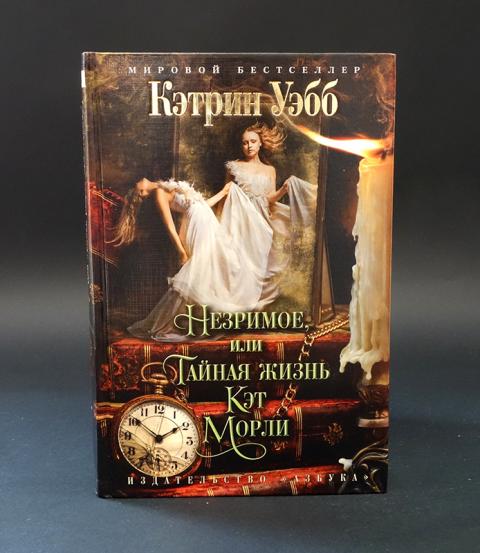 МИРОВОЙ БЕСТСЕЛЛЕР
Кэтрин Уэбб
Незримое,
или
Тайная жизнь
Кэт
Морли
ИЗДАТЕЛЬСТВО «АЗБУКА»